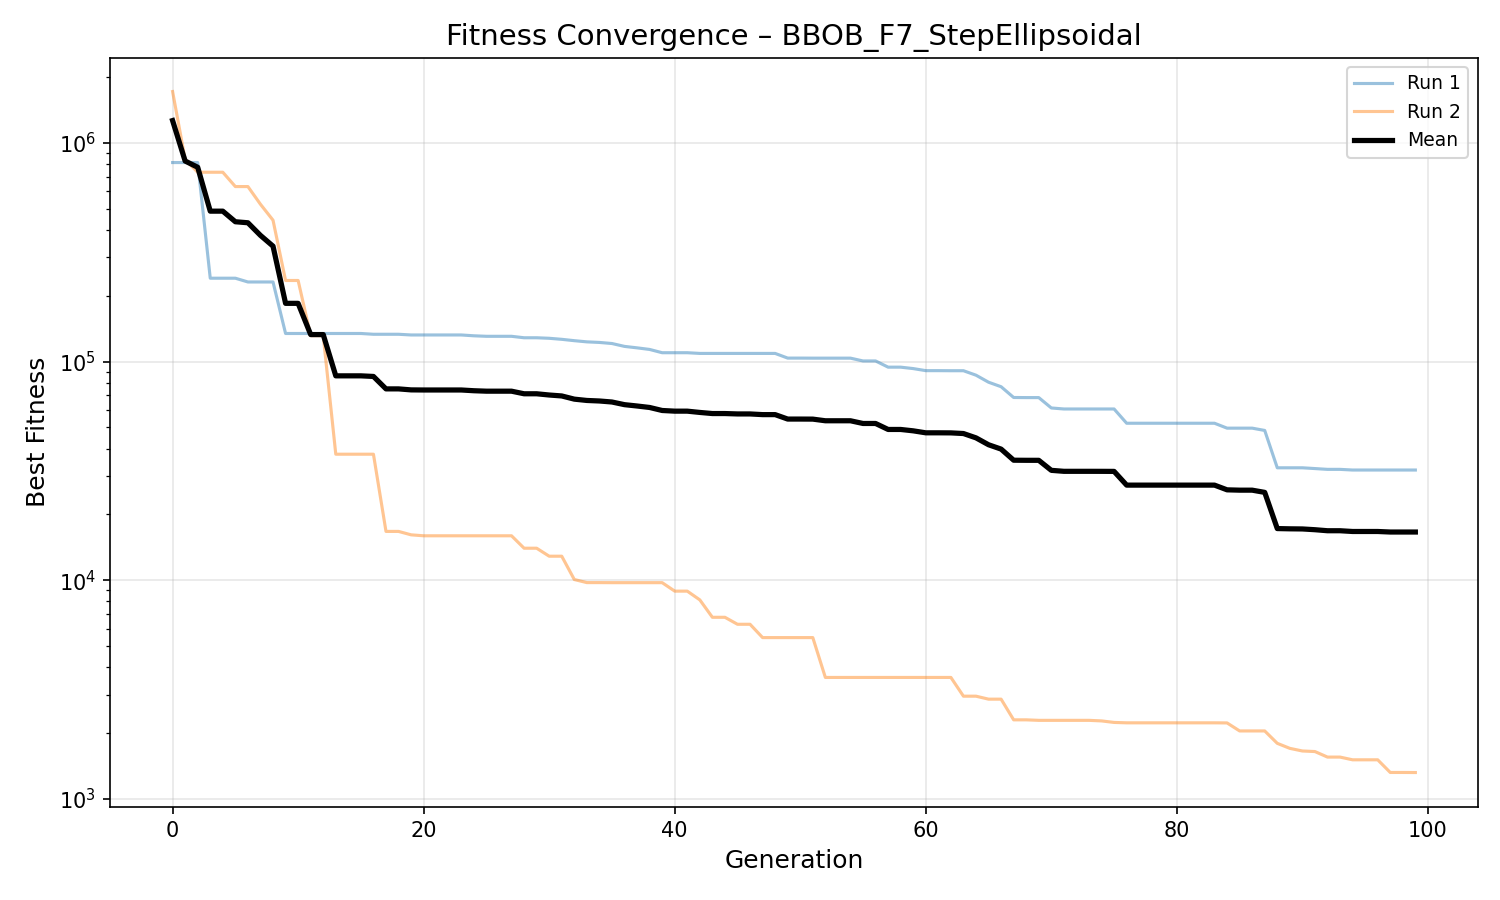 Fitness Convergence – BBOB_F7_StepEllipsoidal
Run 1
Run 2
Mean
Best Fitness
10^6
10^5
10^4
10^3
0 20 40 60 80 100
Generation